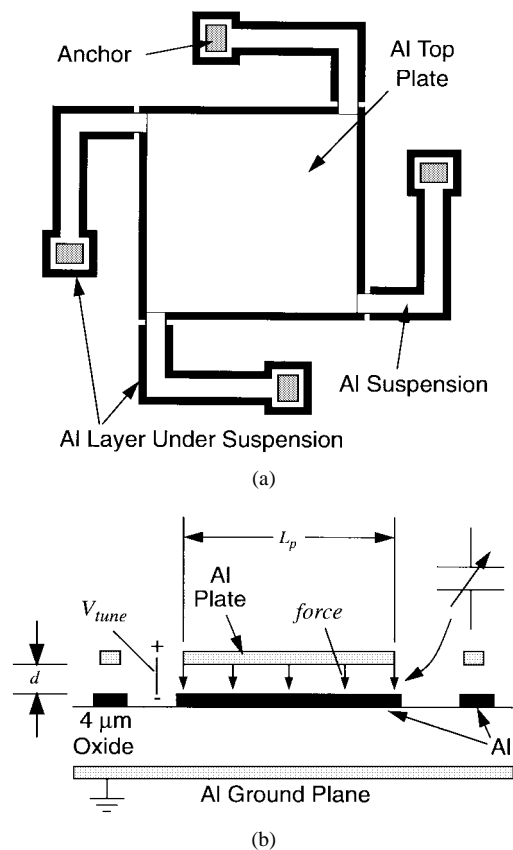 Anchor
Al Top
Plate
Al Suspension
Al Layer Under Suspension
(a)
L_p
Al
Plate
force
V_tune
+
-
d
4 μm
Oxide
Al
Al Ground Plane
(b)